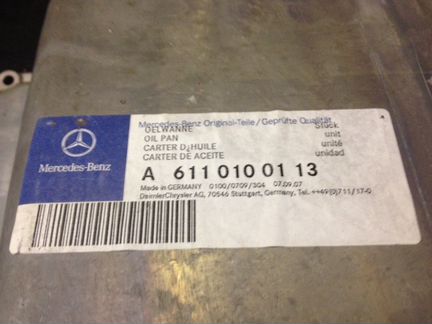 Mercedes-Benz Original-Teile/Geprüfte Qualität
OELWANNE Stück
OIL PAN unit
CARTER D¿HUILE unité
CARTER DE ACEITE unidad
Mercedes-Benz
A 611 010 01 13
Made in GERMANY 0100/0709/304 07.09.07
DaimlerChrysler AG, 70546 Stuttgart, Germany, Tel. ++49(0)711/17-0